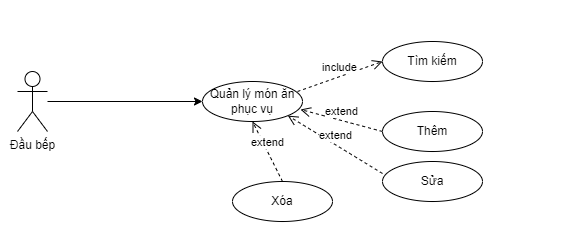 Tìm kiếm
include
Quản lý món ăn
phục vụ
extend
Thêm
extend
Đầu bếp
extend
Sửa
Xóa